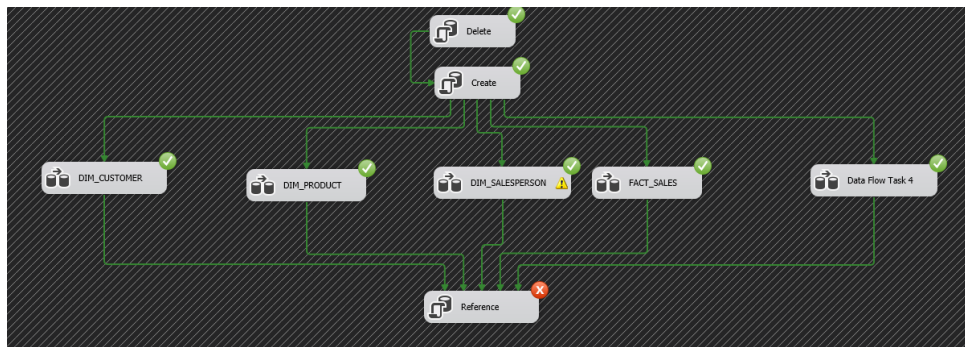 Delete
Create
DIM_CUSTOMER
DIM_PRODUCT
DIM_SALESPERSON
FACT_SALES
Data Flow Task 4
Reference